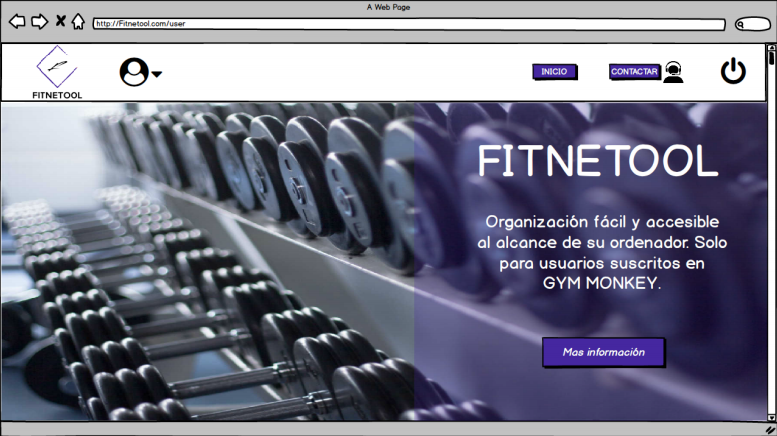 A Web Page
http://Fitnetool.com/user
FITNETOOL
INICIO
CONTACTAR
FITNETOOL
Organización fácil y accesible
al alcance de su ordenador. Solo
para usuarios suscritos en
GYM MONKEY.
Mas información